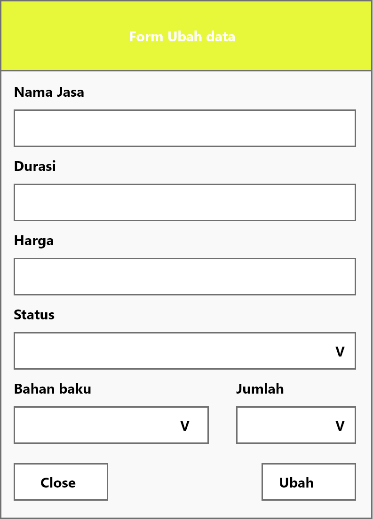 Form Ubah data
Nama Jasa
Durasi
Harga
Status
V
Bahan baku Jumlah
V V
Close Ubah